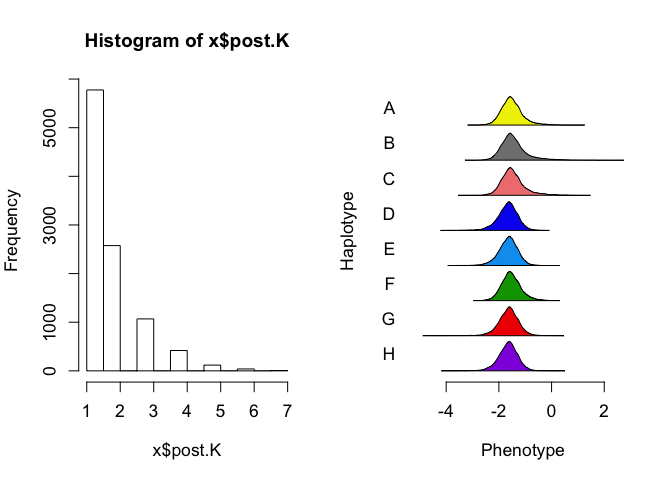 Histogram of x$post.K
Frequency
5000
3000
1000
0
1 2 3 4 5 6 7
x$post.K
Haplotype
A
B
C
D
E
F
G
H
-4 -2 0 2
Phenotype